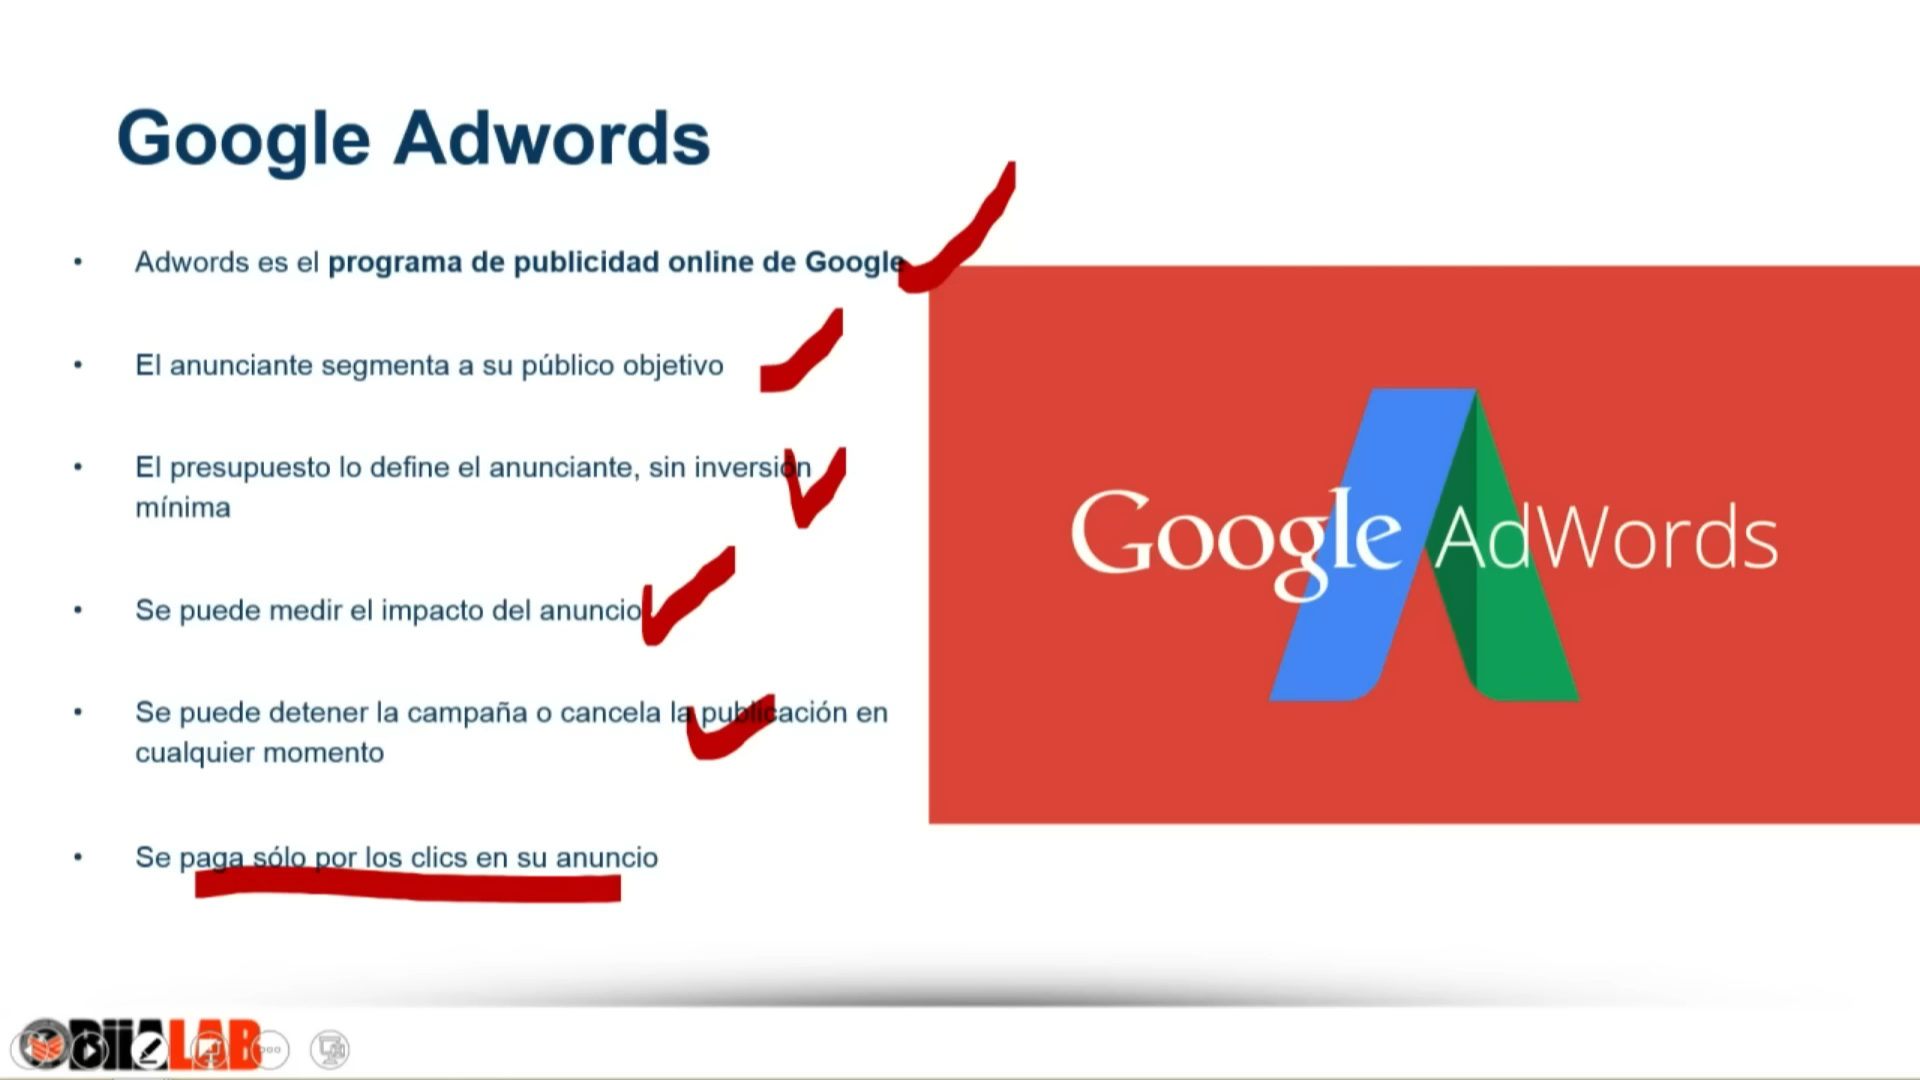 Google Adwords
• Adwords es el programa de publicidad online de Google
• El anunciante segmenta a su público objetivo
• El presupuesto lo define el anunciante, sin inversión
mínima
• Se puede medir el impacto del anuncio
• Se puede detener la campaña o cancela la publicación en
cualquier momento
• Se paga sólo por los clics en su anuncio
Google AdWords
BiiALAB